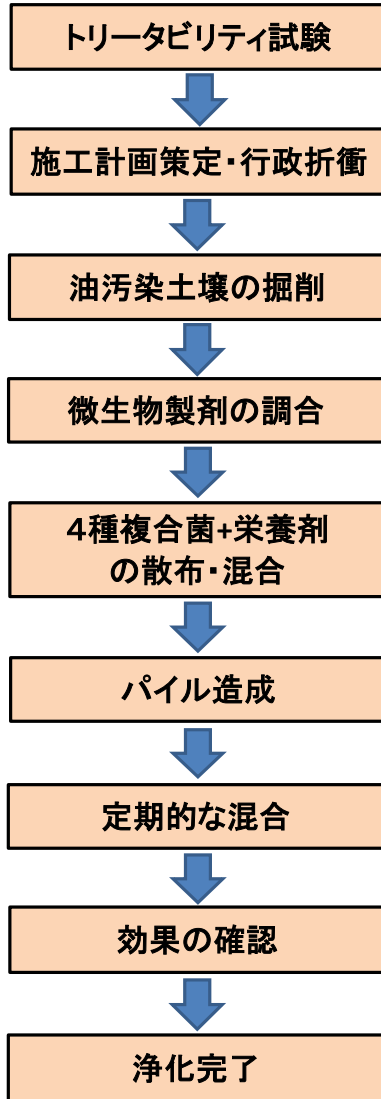 トリータビリティ試験
施工計画策定・行政折衝
油汚染土壌の掘削
微生物製剤の調合
4種複合菌+栄養剤
の散布・混合
パイル造成
定期的な混合
効果の確認
浄化完了